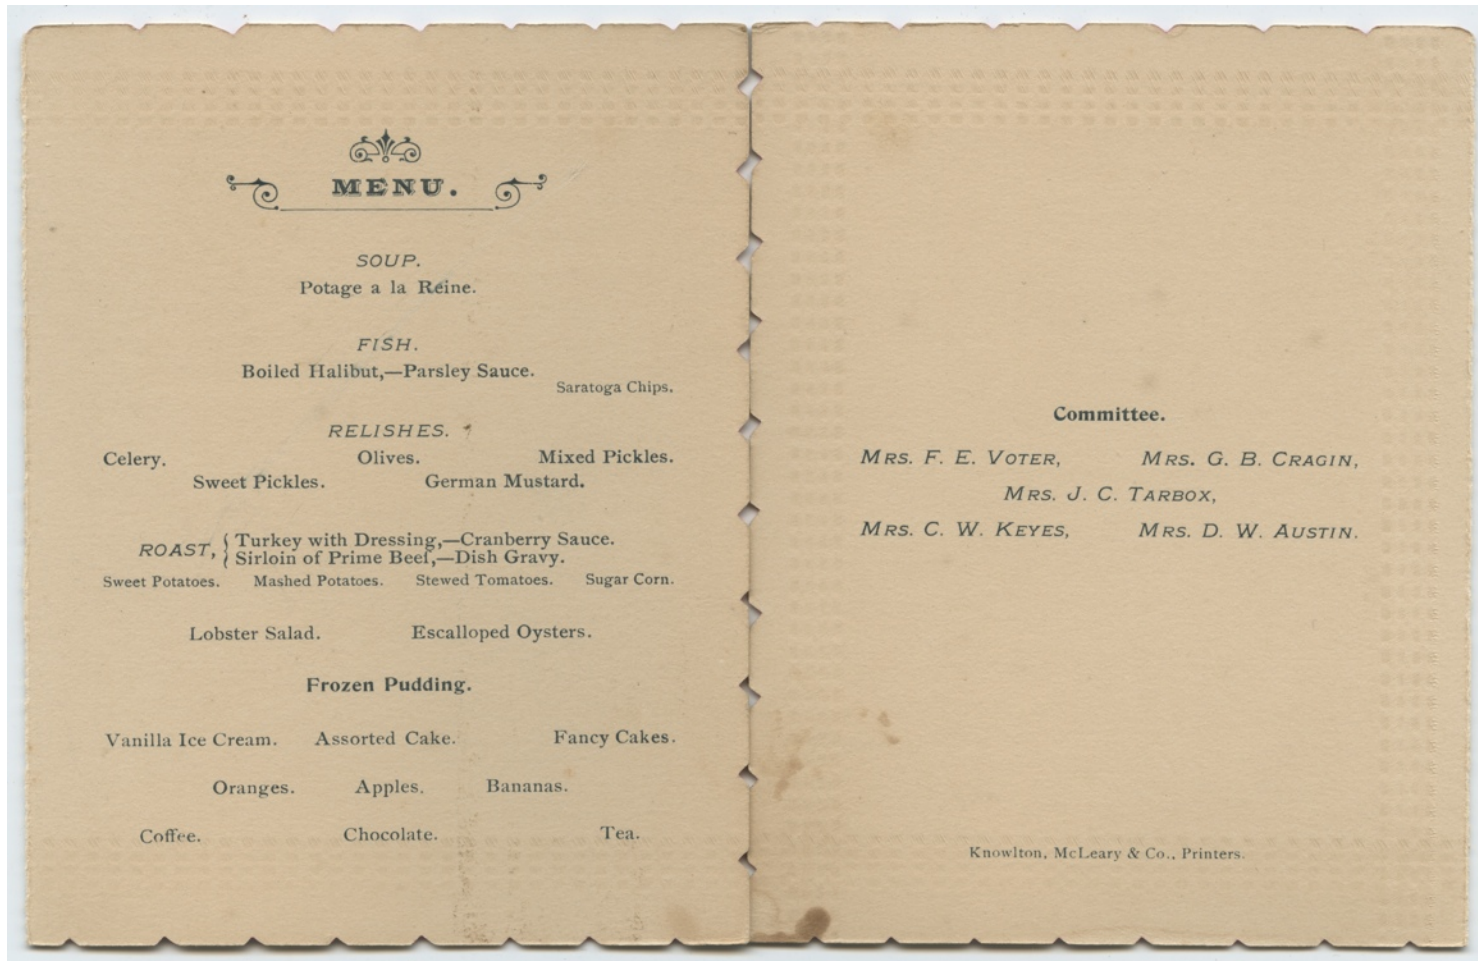 MENU.
SOUP.
Potage a la Reine.
FISH.
Boiled Halibut,—Parsley Sauce.
Saratoga Chips.
RELISHES.
Celery. Olives. Mixed Pickles.
Sweet Pickles. German Mustard.
ROAST, { Turkey with Dressing,—Cranberry Sauce.
Sirloin of Prime Beef,—Dish Gravy.
Sweet Potatoes. Mashed Potatoes. Stewed Tomatoes. Sugar Corn.
Lobster Salad. Escalloped Oysters.
Frozen Pudding.
Vanilla Ice Cream. Assorted Cake. Fancy Cakes.
Oranges. Apples. Bananas.
Coffee. Chocolate. Tea.
Committee.
MRS. F. E. VOTER, MRS. G. B. CRAGIN,
MRS. J. C. TARBOX,
MRS. C. W. KEYES, MRS. D. W. AUSTIN.
Knowlton, McLeary & Co., Printers.